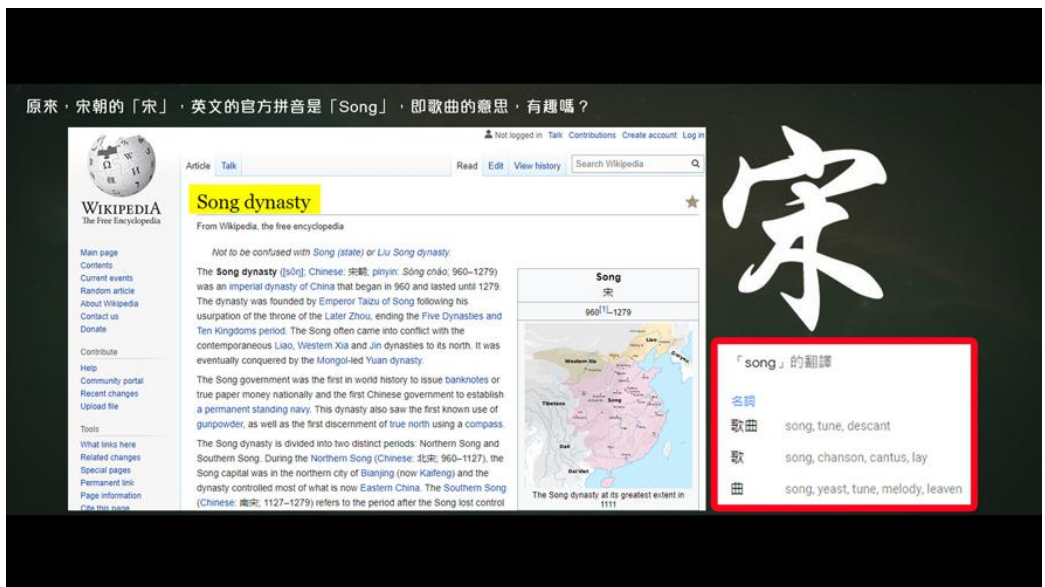 原來，宋朝的「宋」，英文的官方拼音是「Song」，即歌曲的意思，有趣嗎？
Not logged in Talk Contributions Create account Log in
Article Talk
Read Edit View history Search Wikipedia
WIKIPEDIA
The Free Encyclopedia
Main page
Contents
Current events
Random article
About Wikipedia
Contact us
Donate
Contribute
Help
Community portal
Recent changes
Upload file
Tools
What links here
Related changes
Special pages
Permanent link
Page information
Cite this page
Song dynasty
From Wikipedia, the free encyclopedia
Not to be confused with Song (state) or Liu Song dynasty.
The Song dynasty ([sʊ̂ŋ]; Chinese: 宋朝; pinyin: Sòng cháo; 960–1279)
was an imperial dynasty of China that began in 960 and lasted until 1279.
The dynasty was founded by Emperor Taizu of Song following his
usurpation of the throne of the Later Zhou, ending the Five Dynasties and
Ten Kingdoms period. The Song often came into conflict with the
contemporaneous Liao, Western Xia and Jin dynasties to its north. It was
eventually conquered by the Mongol-led Yuan dynasty.
The Song government was the first in world history to issue banknotes or
true paper money nationally and the first Chinese government to establish
a permanent standing navy. This dynasty also saw the first known use of
gunpowder, as well as the first discernment of true north using a compass.
The Song dynasty is divided into two distinct periods: Northern Song and
Southern Song. During the Northern Song (Chinese: 北宋; 960–1127), the
Song capital was in the northern city of Bianjing (now Kaifeng) and the
dynasty controlled most of what is now Eastern China. The Southern Song
(Chinese: 南宋; 1127–1279) refers to the period after the Song lost control
Song
宋
960[1]–1279
Liao
Western Xia
Goryeo
Tibetans
Song
Dali
Dai Viet
The Song dynasty at its greatest extent in
1111
宋
「song」的翻譯
名詞
歌曲 song, tune, descant
歌 song, chanson, cantus, lay
曲 song, yeast, tune, melody, leaven